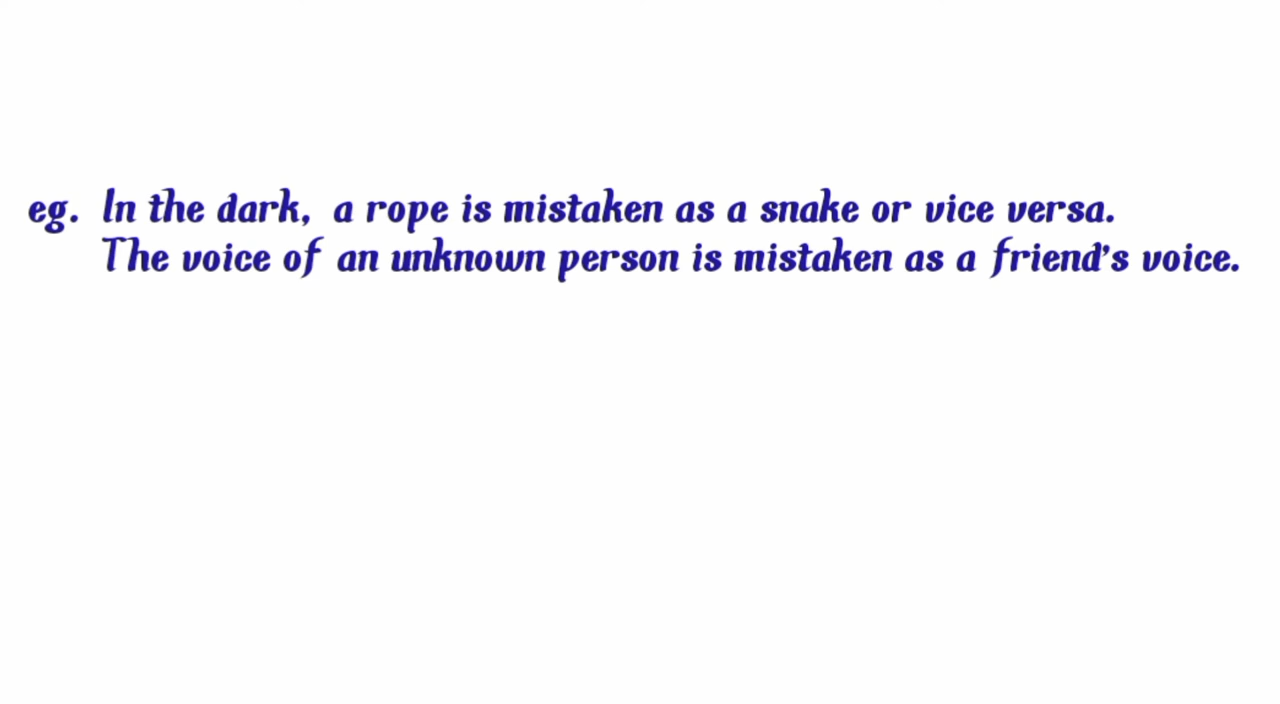 eg. In the dark, a rope is mistaken as a snake or vice versa.
The voice of an unknown person is mistaken as a friend's voice.